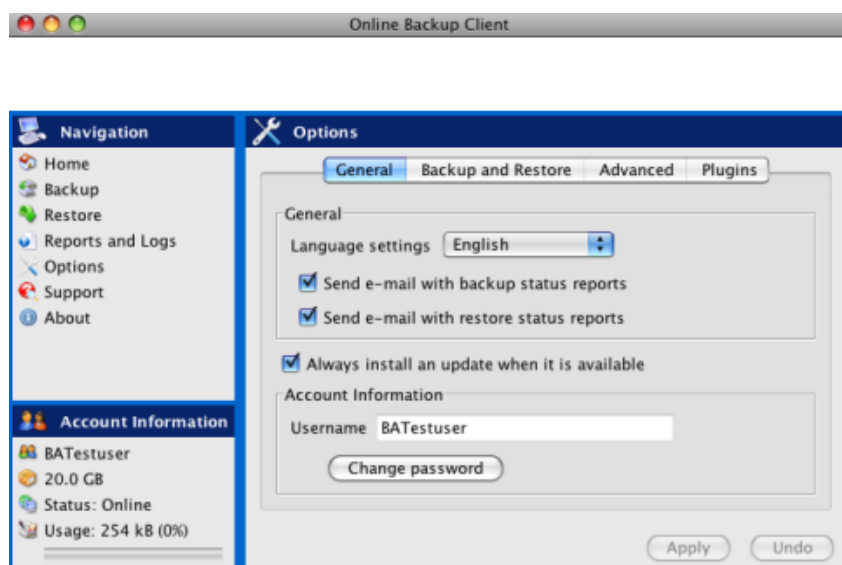 Online Backup Client
Navigation
Home
Backup
Restore
Reports and Logs
Options
Support
About
Account Information
BATestuser
20.0 GB
Status: Online
Usage: 254 kB (0%)
Options
General Backup and Restore Advanced Plugins
General
Language settings English
Send e-mail with backup status reports
Send e-mail with restore status reports
Always install an update when it is available
Account Information
Username BATestuser
Change password
Apply Undo